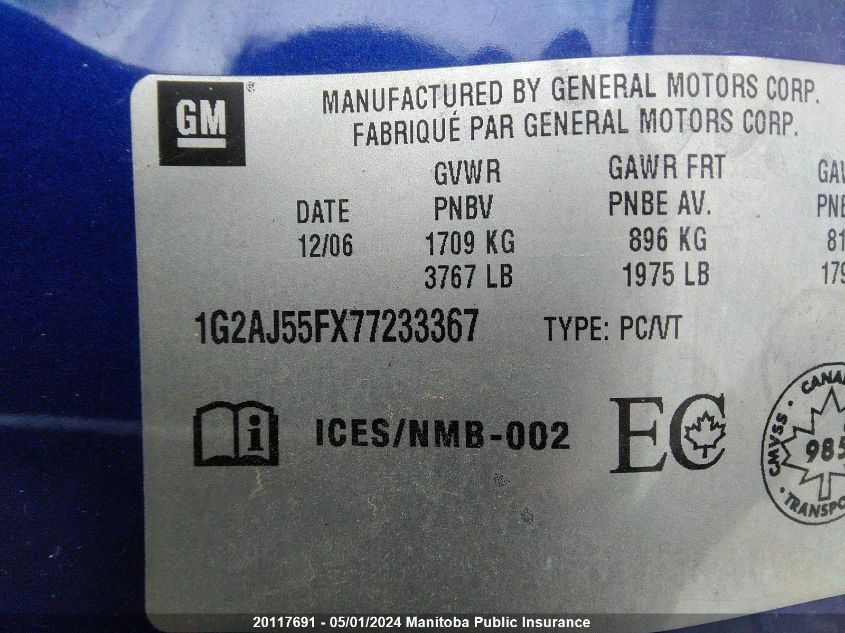 GM
MANUFACTURED BY GENERAL MOTORS CORP.
FABRIQUÉ PAR GENERAL MOTORS CORP.
GVWR GAWR FRT
DATE PNBV PNBE AV.
12/06 1709 KG 896 KG
3767 LB 1975 LB
1G2AJ55FX77233367 TYPE: PC/VT
i ICES/NMB-002 EC
CMVSS
985
20117691 - 05/01/2024 Manitoba Public Insurance